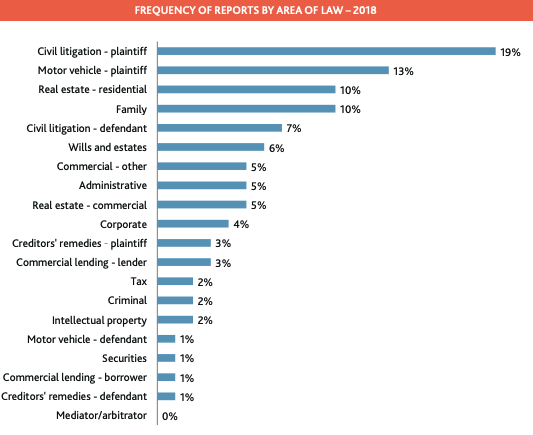 FREQUENCY OF REPORTS BY AREA OF LAW – 2018
Civil litigation - plaintiff 19%
Motor vehicle - plaintiff 13%
Real estate - residential 10%
Family 10%
Civil litigation - defendant 7%
Wills and estates 6%
Commercial - other 5%
Administrative 5%
Real estate - commercial 5%
Corporate 4%
Creditors' remedies - plaintiff 3%
Commercial lending - lender 3%
Tax 2%
Criminal 2%
Intellectual property 2%
Motor vehicle - defendant 1%
Securities 1%
Commercial lending - borrower 1%
Creditors' remedies - defendant 1%
Mediator/arbitrator 0%